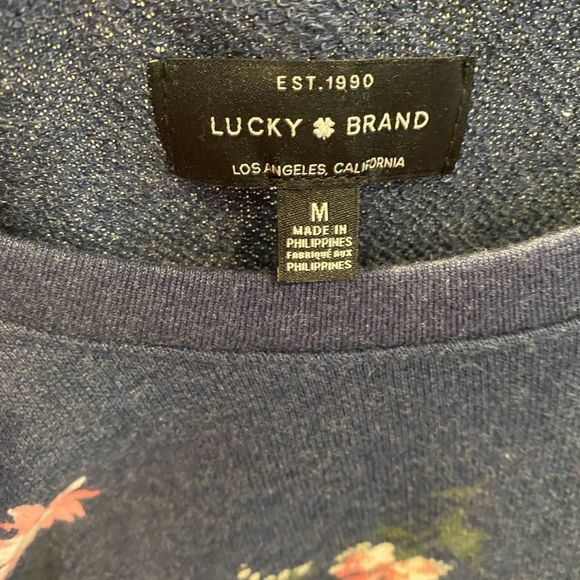 EST.1990
LUCKY BRAND
LOS ANGELES, CALIFORNIA
M
MADE IN
PHILIPPINES
FABRIQUÉ AUX
PHILIPPINES